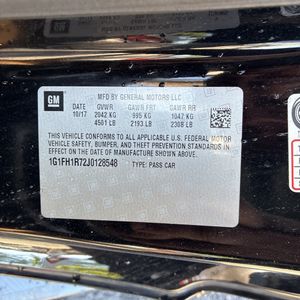 GM
MFD BY GENERAL MOTORS LLC
DATE GVWR GAWR FRT GAWR RR
10/17 2042 KG 995 KG 1047 KG
4501 LB 2193 LB 2308 LB
THIS VEHICLE CONFORMS TO ALL APPLICABLE U.S. FEDERAL MOTOR
VEHICLE SAFETY, BUMPER, AND THEFT PREVENTION STANDARDS IN
EFFECT ON THE DATE OF MANUFACTURE SHOWN ABOVE.
1G1FH1R72J0128548
TYPE: PASS CAR